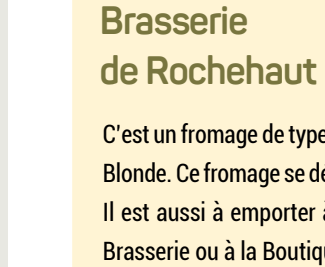 Brasserie
de Rochehaut
C'est un fromage de type
Blonde. Ce fromage se dé
Il est aussi à emporter à
Brasserie ou à la Boutiqu